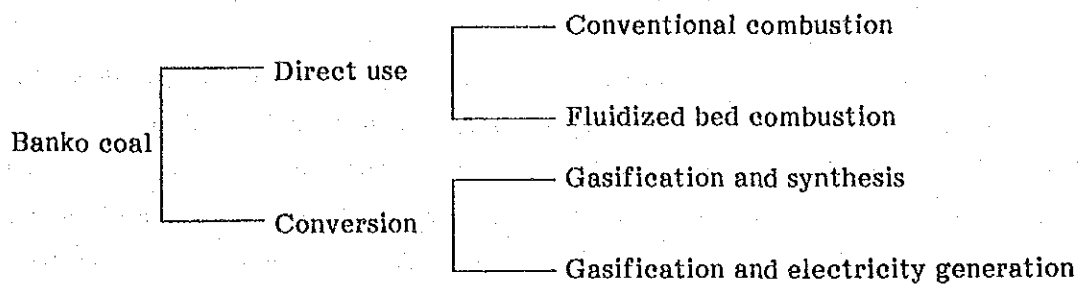 Conventional combustion
Direct use
Fluidized bed combustion
Banko coal
Gasification and synthesis
Conversion
Gasification and electricity generation